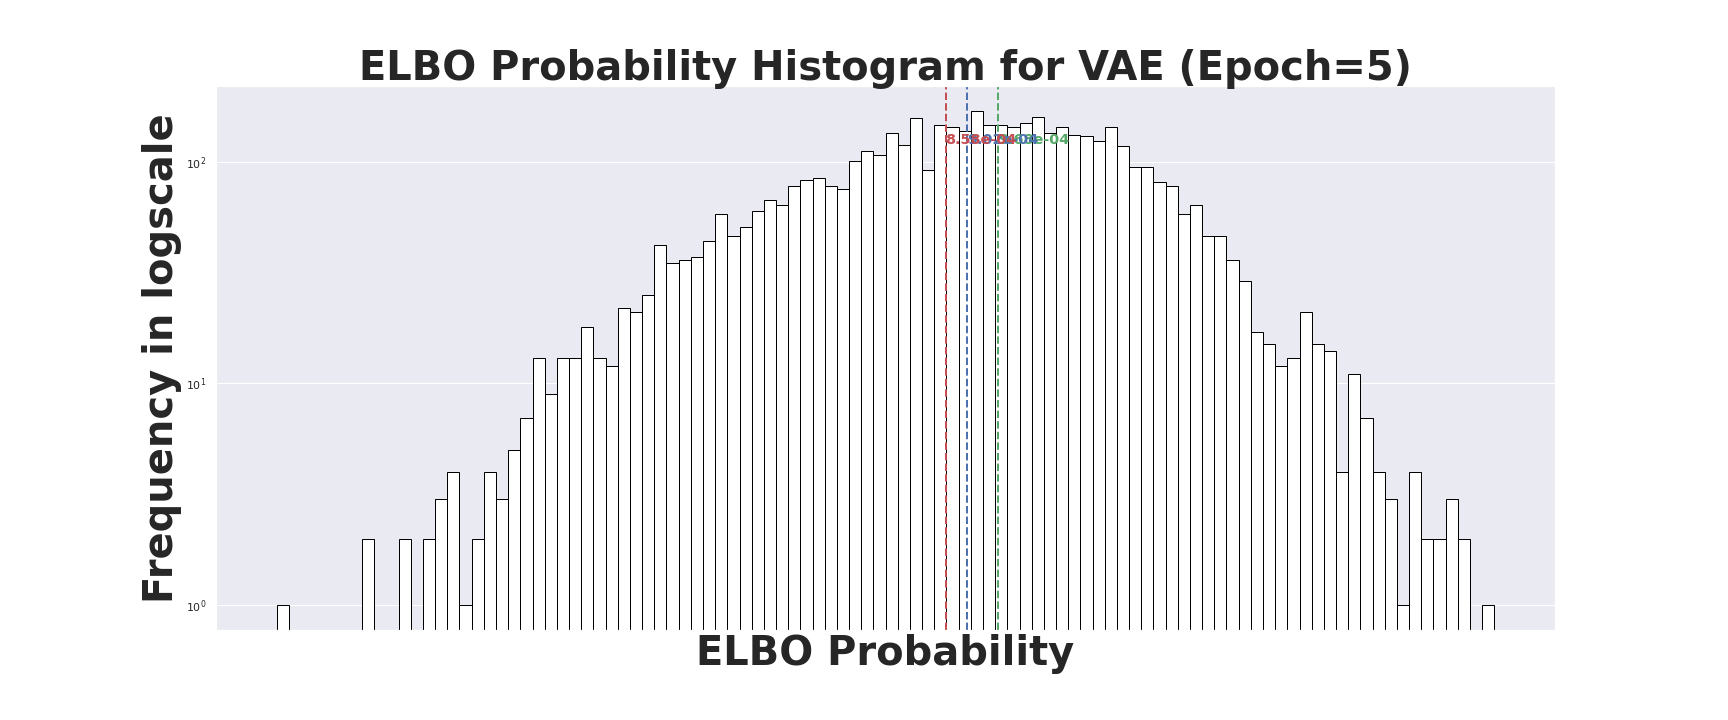 ELBO Probability Histogram for VAE (Epoch=5)
Frequency in logscale
10²
10¹
10⁰
ELBO Probability